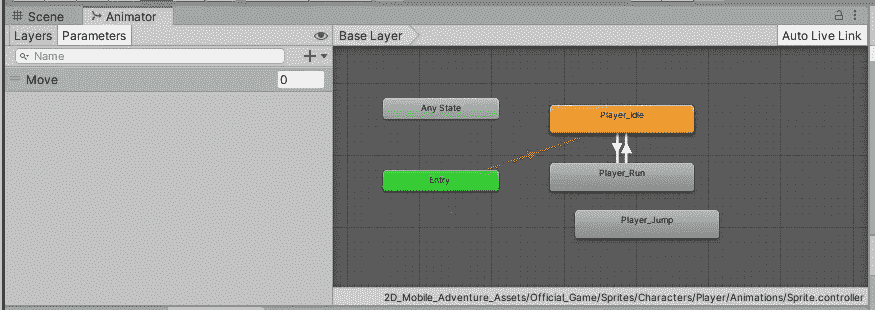 Scene Animator
Layers Parameters
Name
Move 0
Base Layer
Auto Live Link
Any State
Player_Idle
Entry
Player_Run
Player_Jump
2D_Mobile_Adventure_Assets/Official_Game/Sprites/Characters/Player/Animations/Sprite.controller